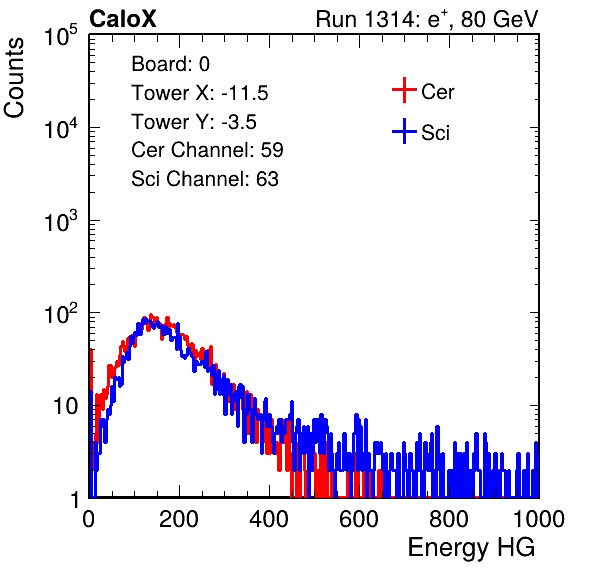 CaloX Run 1314: e⁺, 80 GeV
Counts
10⁵
10⁴
10³
10²
10
1
Board: 0
Tower X: -11.5
Tower Y: -3.5
Cer Channel: 59
Sci Channel: 63
Cer
Sci
0 200 400 600 800 1000
Energy HG